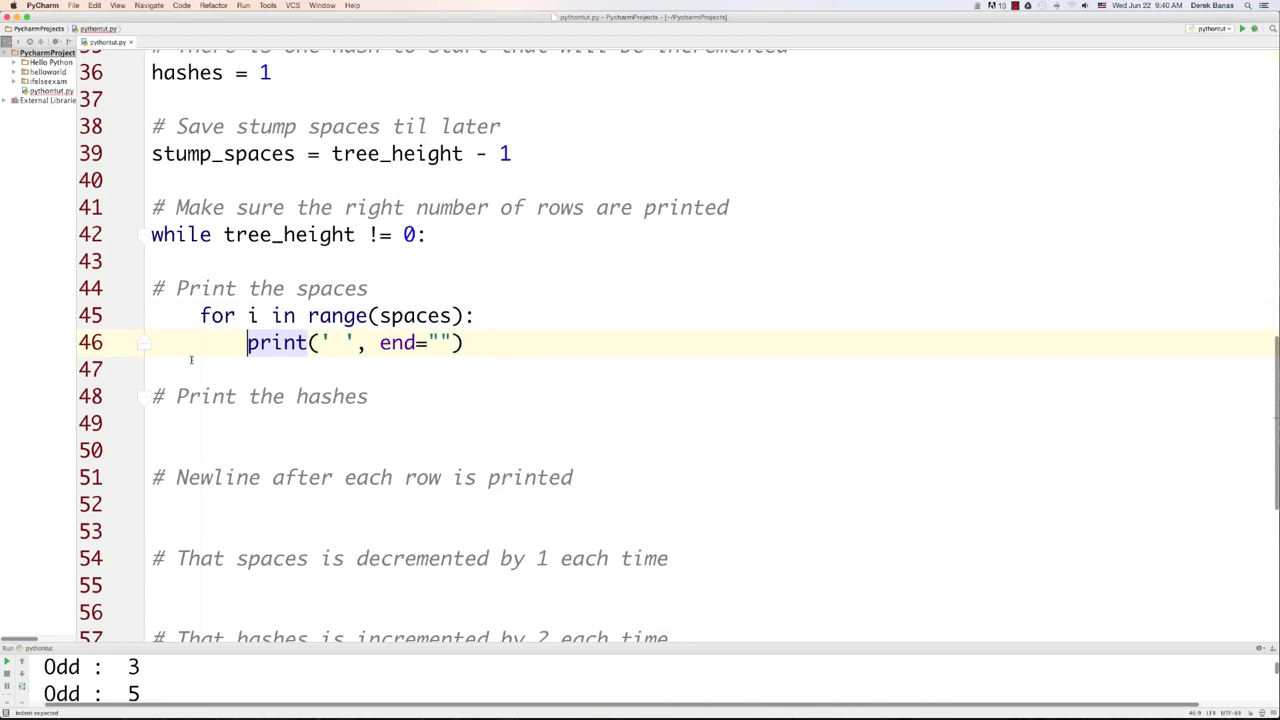 PyCharm File Edit View Navigate Code Refactor Run Tools VCS Window Help 10 Wed Jun 22 9:40 AM Derek Banas
pythontut.py - PycharmProjects - [~/PycharmProjects]
PycharmProjects pythontut.py pythontut
pythontut.py ×
PycharmProject
Hello Python
helloworld
ifelseexam
pythontut.py
External Librarie
# There is one hash to start that will be incremented
36 hashes = 1
37
38 # Save stump spaces til later
39 stump_spaces = tree_height - 1
40
41 # Make sure the right number of rows are printed
42 while tree_height != 0:
43
44 # Print the spaces
45 for i in range(spaces):
46 print(' ', end="")
47
48 # Print the hashes
49
50
51 # Newline after each row is printed
52
53
54 # That spaces is decremented by 1 each time
55
56
57 # That hashes is incremented by 2 each time
Run pythontut
Odd : 3
Odd : 5
Indent expected 46:9 LF÷ UTF-8÷